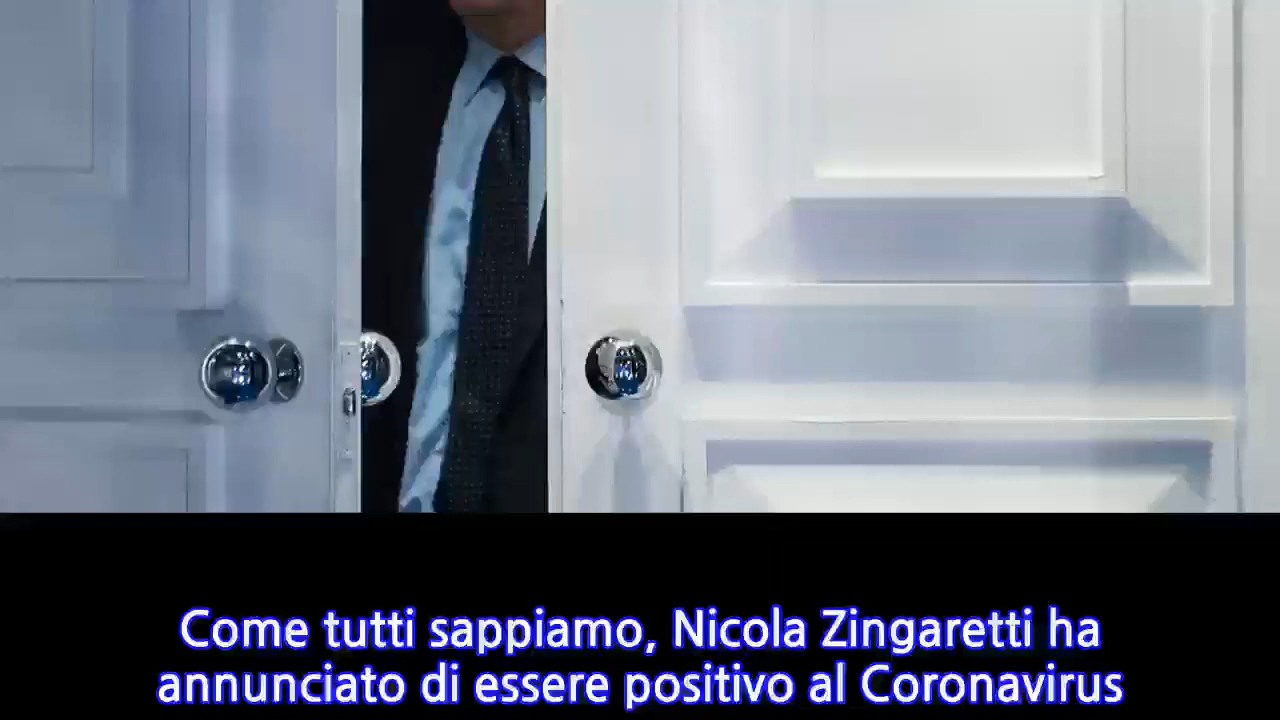 Come tutti sappiamo, Nicola Zingaretti ha
annunciato di essere positivo al Coronavirus